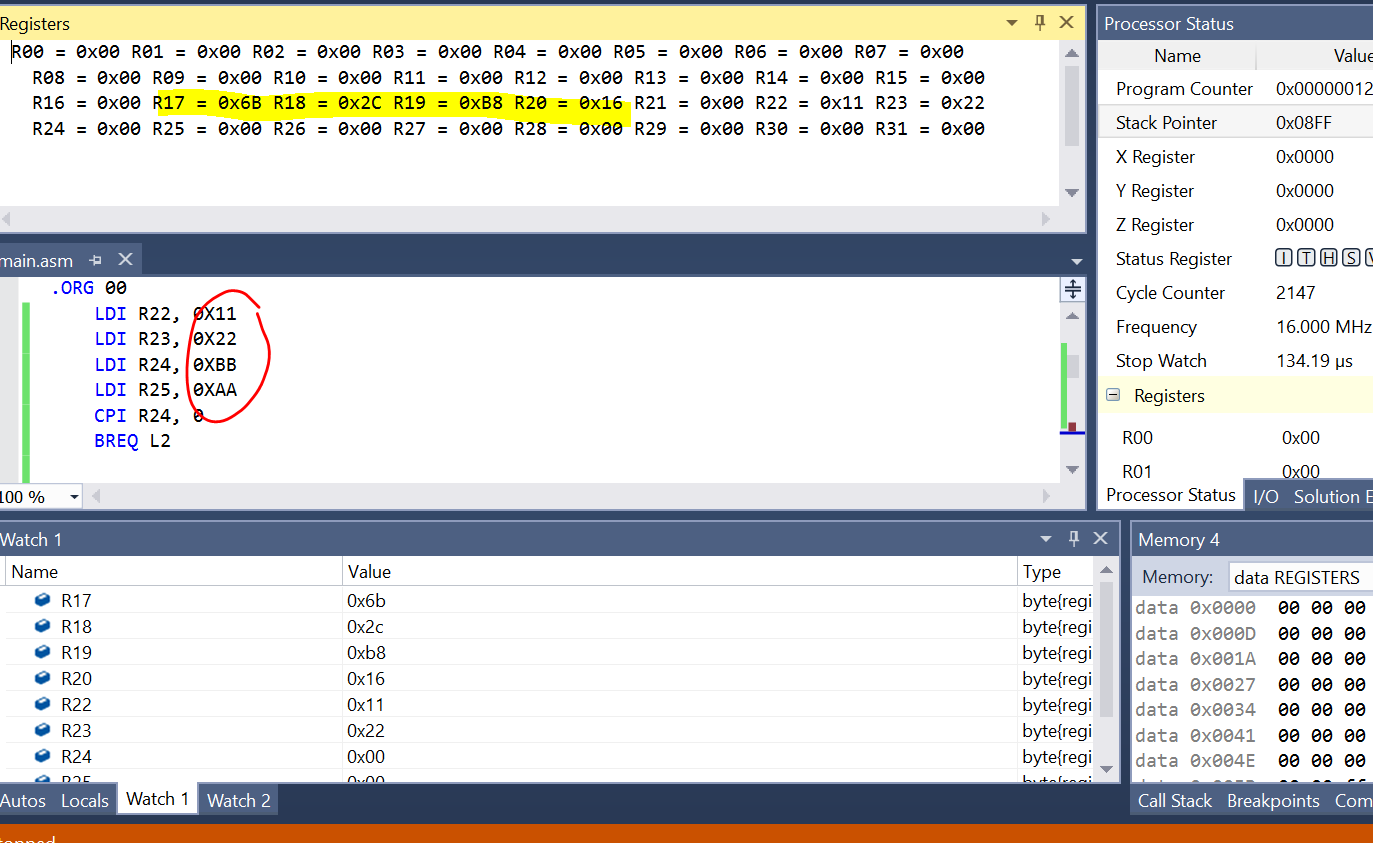 Registers
R00 = 0x00 R01 = 0x00 R02 = 0x00 R03 = 0x00 R04 = 0x00 R05 = 0x00 R06 = 0x00 R07 = 0x00
R08 = 0x00 R09 = 0x00 R10 = 0x00 R11 = 0x00 R12 = 0x00 R13 = 0x00 R14 = 0x00 R15 = 0x00
R16 = 0x00 R17 = 0x6B R18 = 0x2C R19 = 0xB8 R20 = 0x16 R21 = 0x00 R22 = 0x11 R23 = 0x22
R24 = 0x00 R25 = 0x00 R26 = 0x00 R27 = 0x00 R28 = 0x00 R29 = 0x00 R30 = 0x00 R31 = 0x00
main.asm
.ORG 00
LDI R22, 0X11
LDI R23, 0X22
LDI R24, 0XBB
LDI R25, 0XAA
CPI R24, 0
BREQ L2
100 %
Processor Status
Name Value
Program Counter 0x00000012
Stack Pointer 0x08FF
X Register 0x0000
Y Register 0x0000
Z Register 0x0000
Status Register I T H S V
Cycle Counter 2147
Frequency 16.000 MHz
Stop Watch 134.19 µs
Registers
R00 0x00
R01 0x00
Processor Status I/O Solution E
Watch 1
Name Value Type
R17 0x6b byte{regi
R18 0x2c byte{regi
R19 0xb8 byte{regi
R20 0x16 byte{regi
R22 0x11 byte{regi
R23 0x22 byte{regi
R24 0x00 byte{regi
R25 0x00 byte{regi
Autos Locals Watch 1 Watch 2
Memory 4
Memory: data REGISTERS
data 0x0000 00 00 00
data 0x000D 00 00 00
data 0x001A 00 00 00
data 0x0027 00 00 00
data 0x0034 00 00 00
data 0x0041 00 00 00
data 0x004E 00 00 00
Call Stack Breakpoints Com